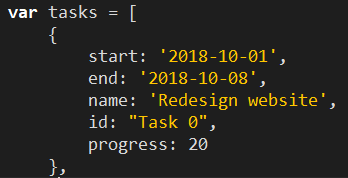 var tasks = [
    {
        start: '2018-10-01',
        end: '2018-10-08',
        name: 'Redesign website',
        id: "Task 0",
        progress: 20
    },